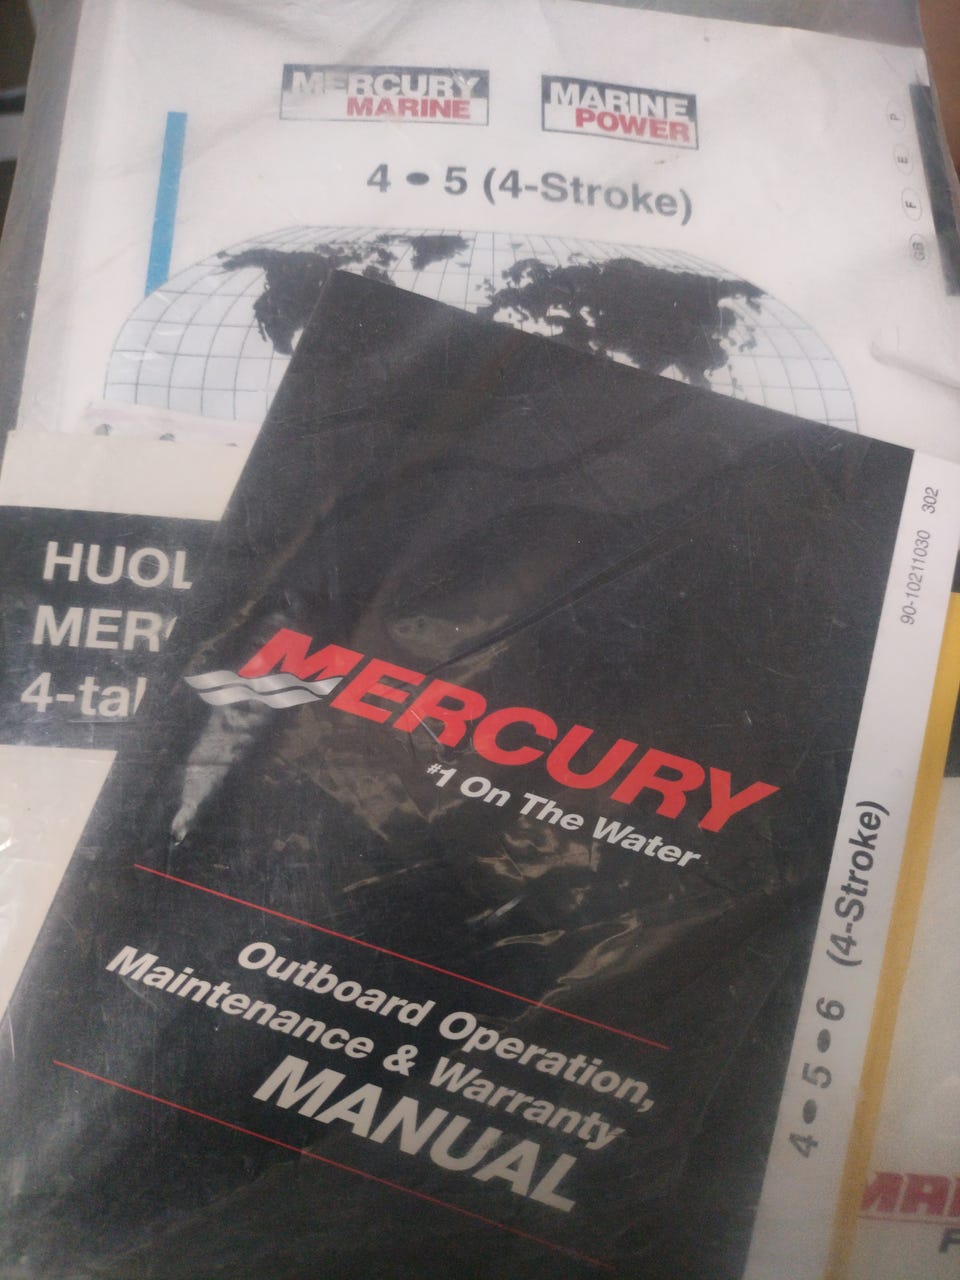 MERCURY
MARINE
MARINE
POWER
4 • 5 (4-Stroke)
P
E
F
GB
HUOL
MER
4-tal
MERCURY
#1 On The Water
Outboard Operation,
Maintenance & Warranty
MANUAL
90-10211030 302
4 • 5 • 6 (4-Stroke)